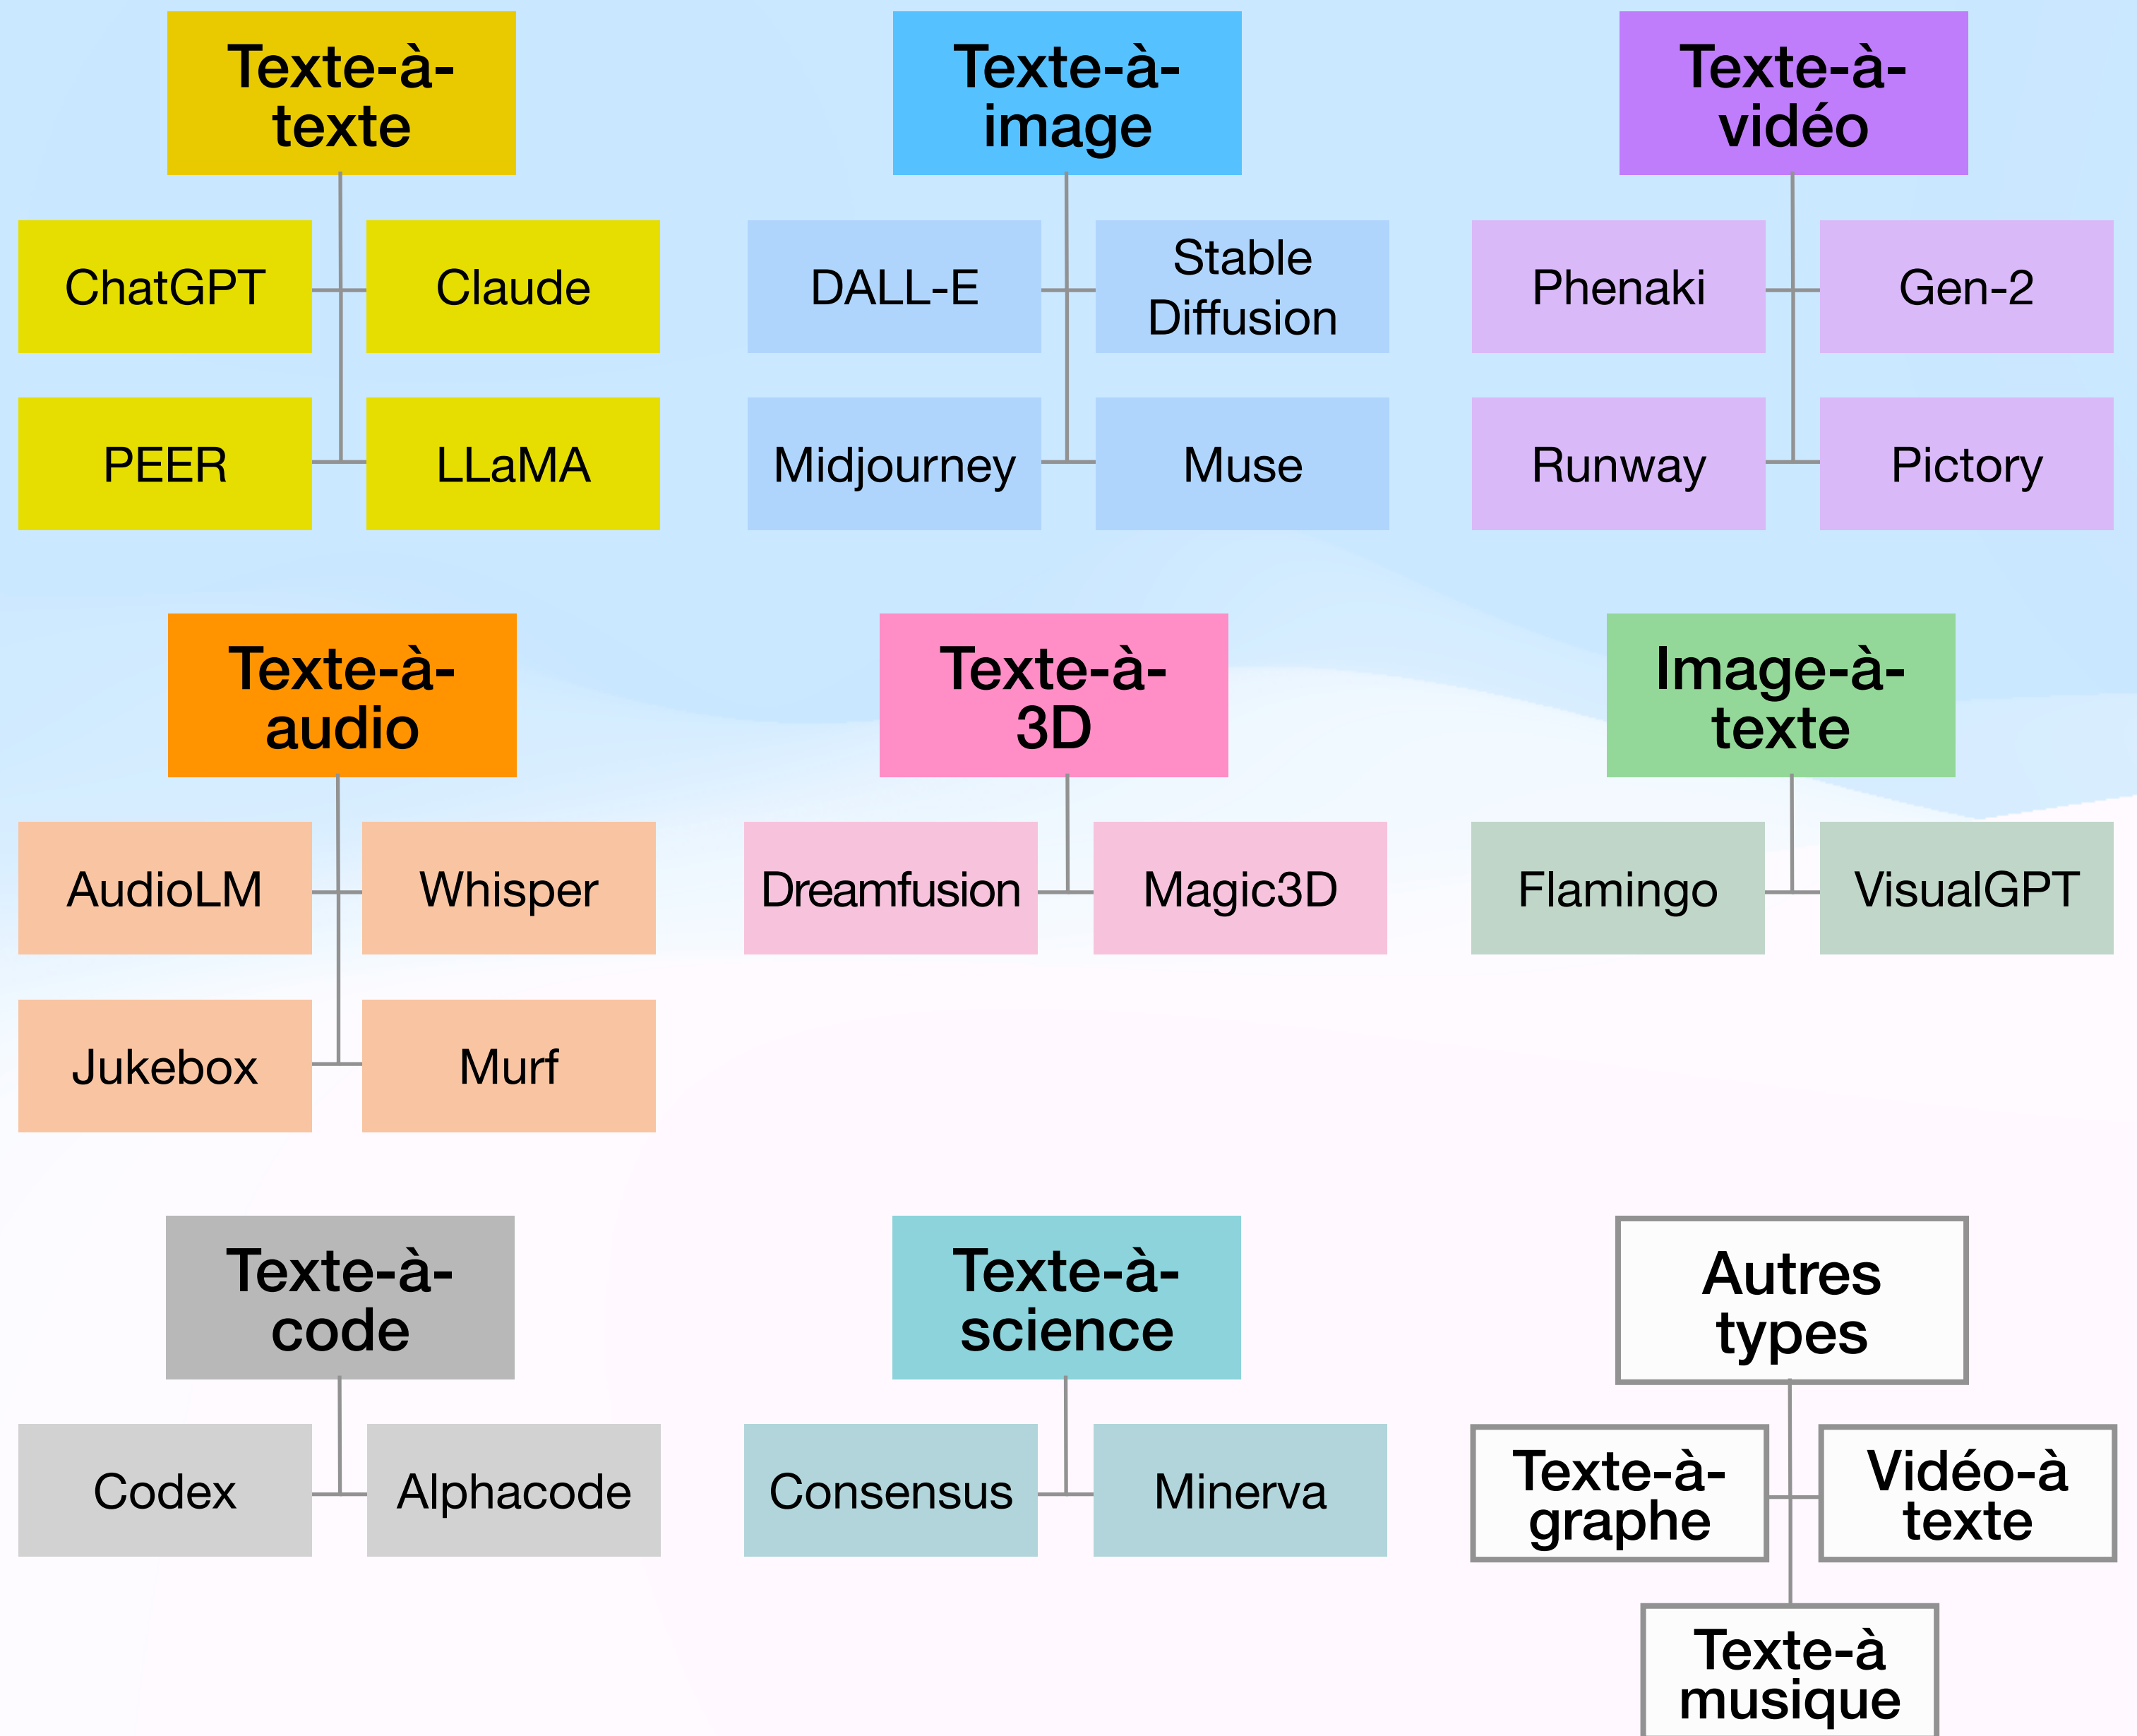 Texte-à-
texte
ChatGPT
Claude
PEER
LLaMA
Texte-à-
image
DALL-E
Stable
Diffusion
Midjourney
Muse
Texte-à-
vidéo
Phenaki
Gen-2
Runway
Pictory
Texte-à-
audio
AudioLM
Whisper
Jukebox
Murf
Texte-à-
3D
Dreamfusion
Magic3D
Image-à-
texte
Flamingo
VisualGPT
Texte-à-
code
Codex
Alphacode
Texte-à-
science
Consensus
Minerva
Autres
types
Texte-à-
graphe
Vidéo-à
texte
Texte-à
musique